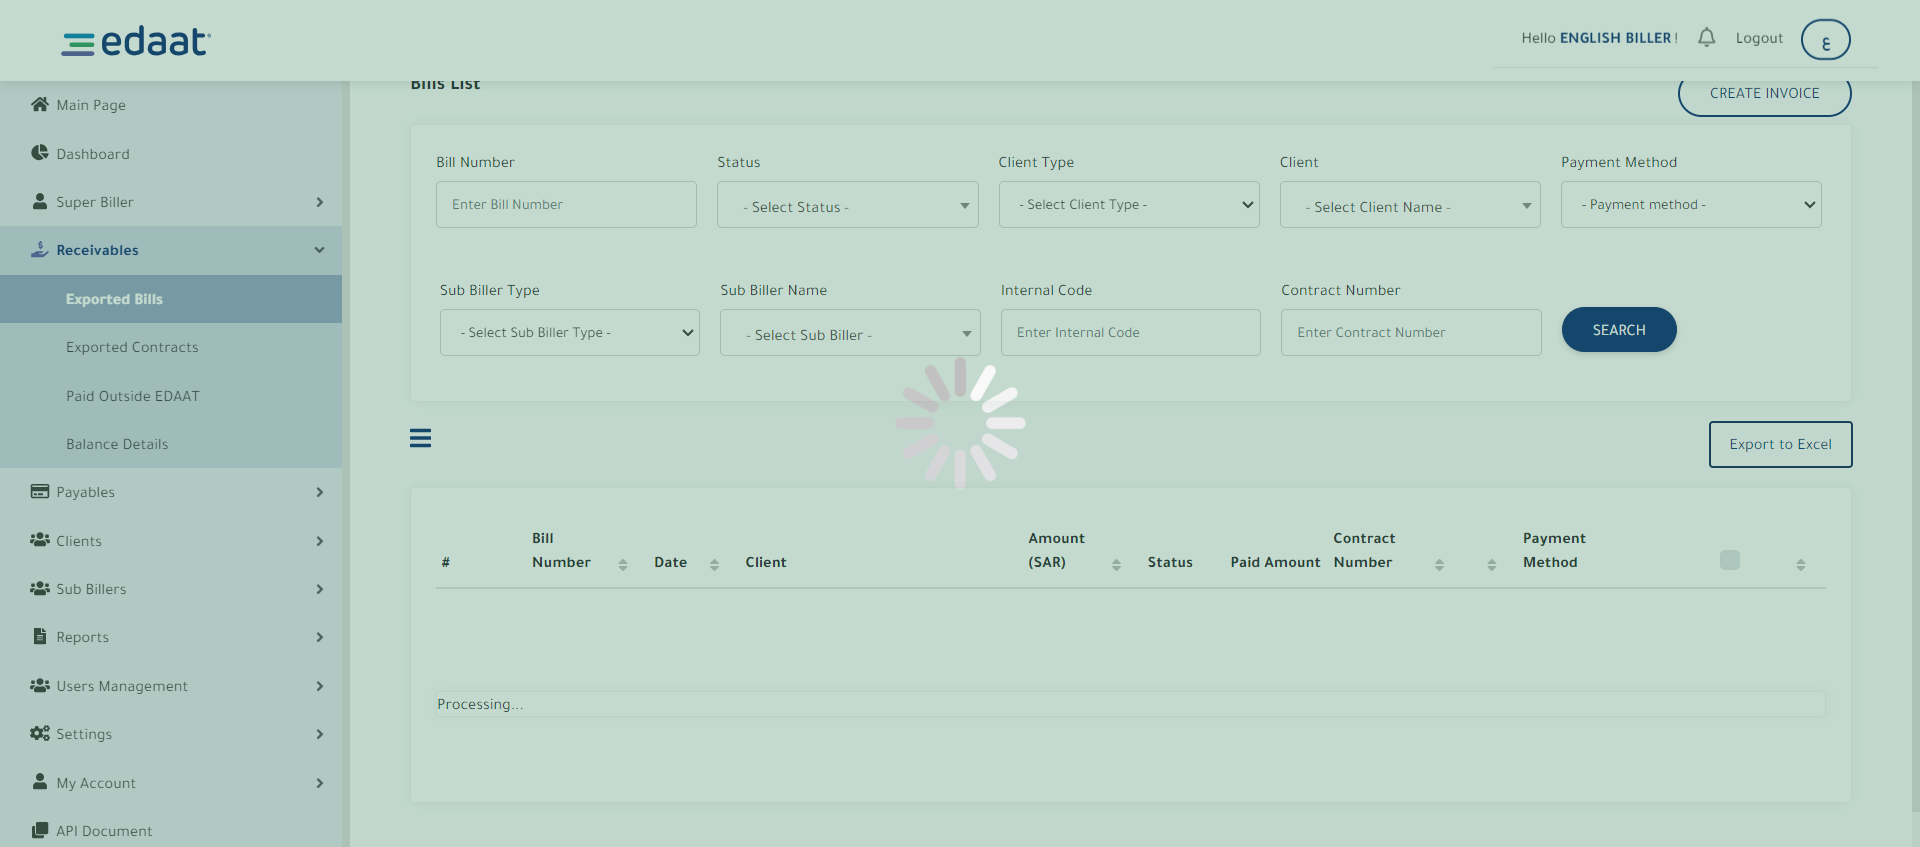 edaat
Hello ENGLISH BILLER !
Logout
ع
Main Page
Dashboard
Super Biller
Receivables
Exported Bills
Exported Contracts
Paid Outside EDAAT
Balance Details
Payables
Clients
Sub Billers
Reports
Users Management
Settings
My Account
API Document
Bills List
CREATE INVOICE
Bill Number
Status
Client Type
Client
Payment Method
Enter Bill Number
- Select Status -
- Select Client Type -
- Select Client Name -
- Payment method -
Sub Biller Type
Sub Biller Name
Internal Code
Contract Number
- Select Sub Biller Type -
- Select Sub Biller -
Enter Internal Code
Enter Contract Number
SEARCH
Export to Excel
#
Bill
Number
Date
Client
Amount
(SAR)
Status
Paid Amount
Contract
Number
Payment
Method
Processing...